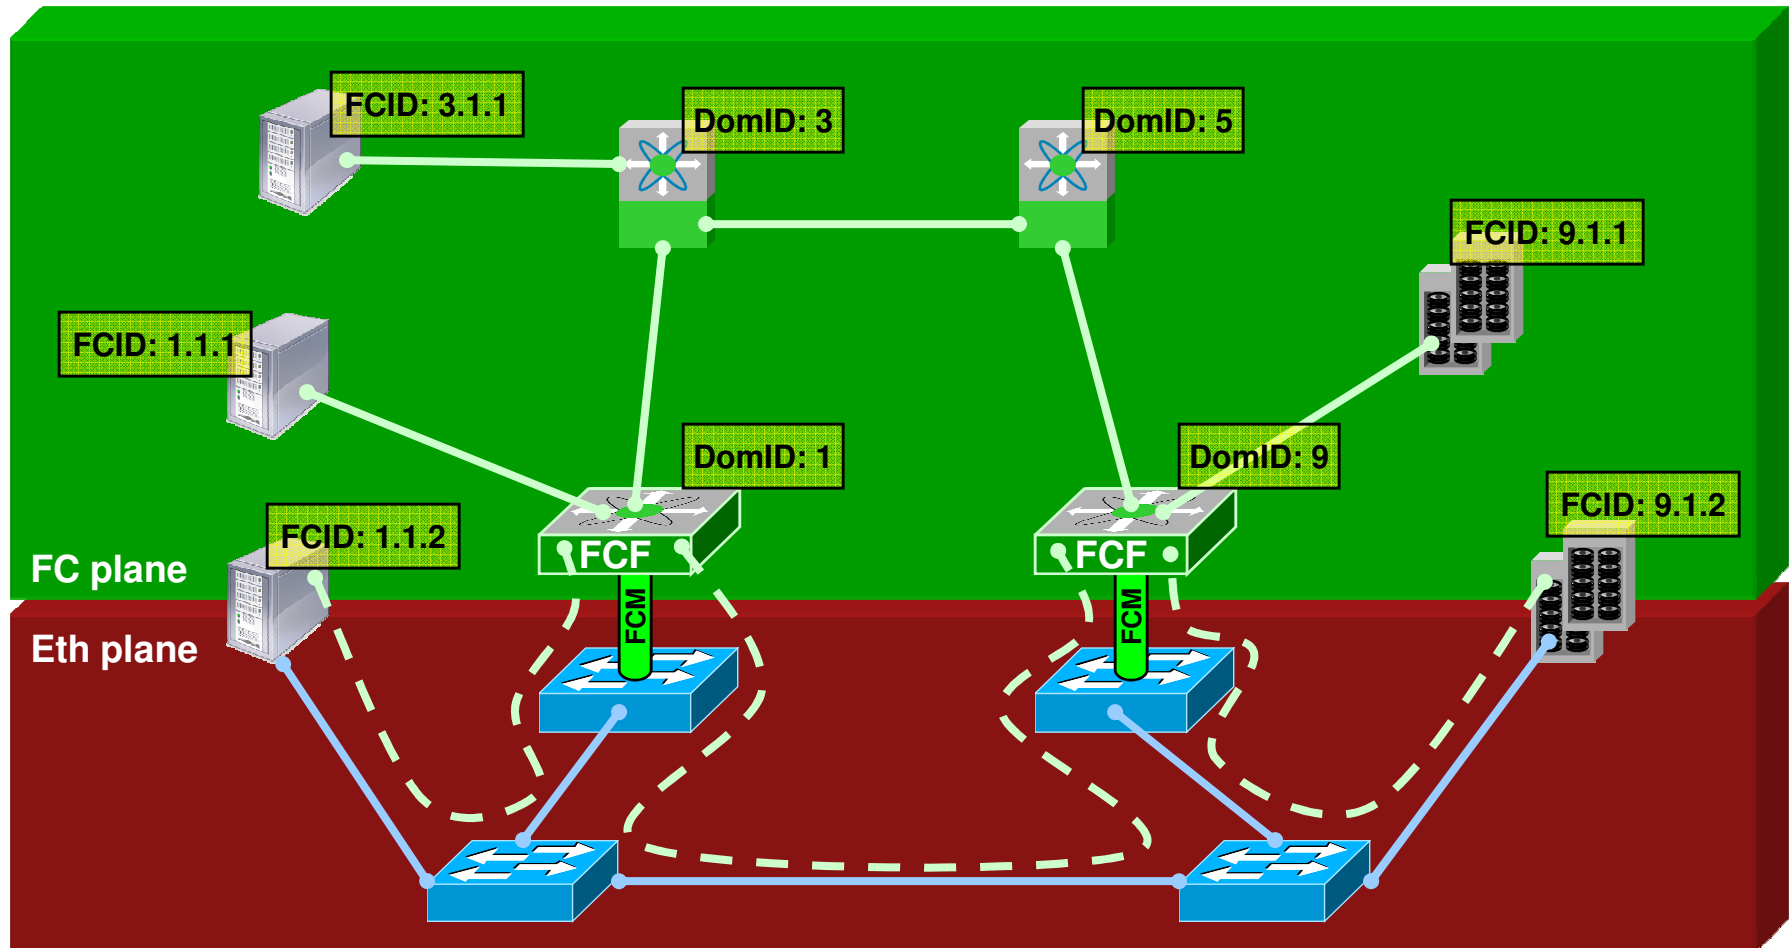 FCID: 3.1.1
DomID: 3
DomID: 5
FCID: 9.1.1
FCID: 1.1.1
DomID: 1
DomID: 9
FCID: 9.1.2
FCID: 1.1.2
FCF
FCF
FC plane
FCM
FCM
Eth plane